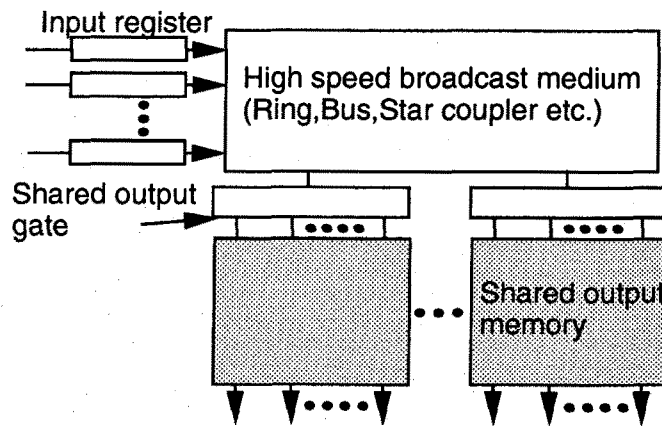 Input register
High speed broadcast medium
(Ring,Bus,Star coupler etc.)
Shared output
gate
Shared output
memory